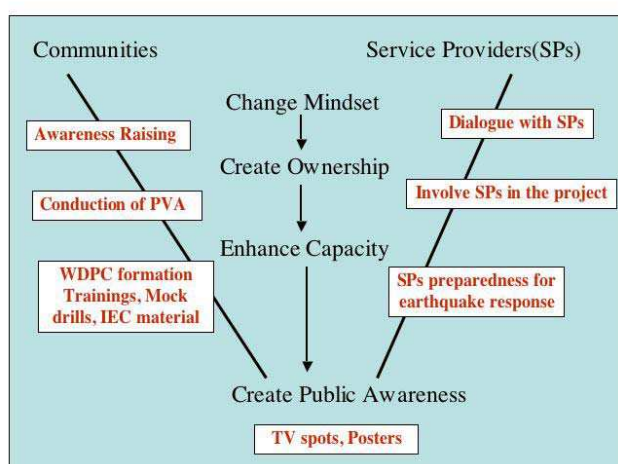 Communities
Service Providers(SPs)
Change Mindset
Dialogue with SPs
Awareness Raising
Create Ownership
Involve SPs in the project
Conduction of PVA
Enhance Capacity
WDPC formation
Trainings, Mock
drills, IEC material
SPs preparedness for
earthquake response
Create Public Awareness
TV spots, Posters